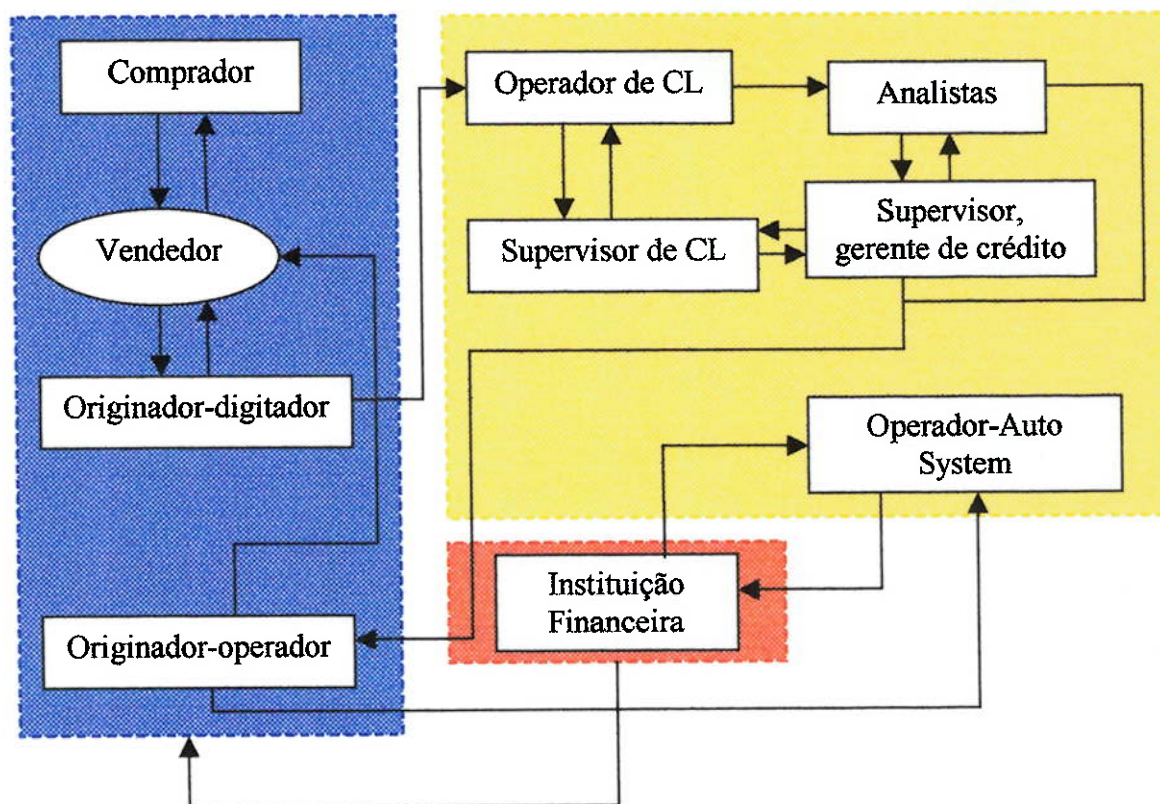 Comprador
Vendedor
Originador-digitador
Originador-operador
Operador de CL
Analistas
Supervisor de CL
Supervisor,
gerente de crédito
Operador-Auto
System
Instituição
Financeira